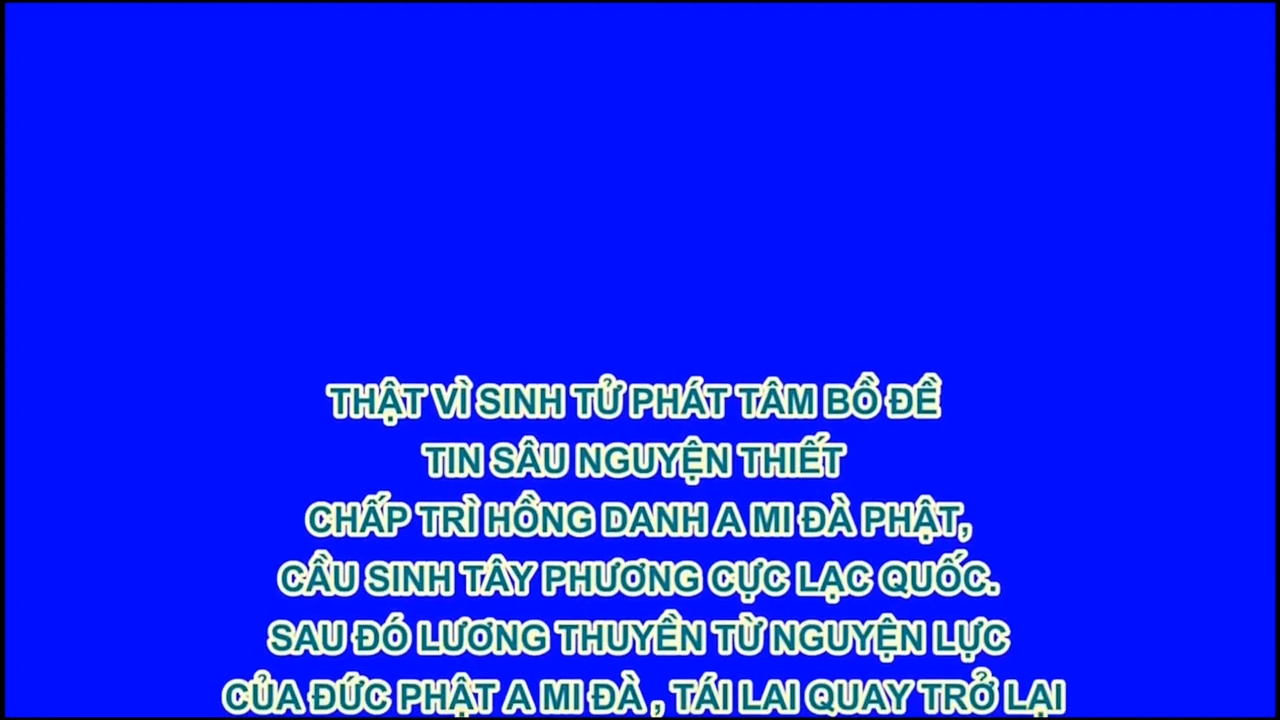 THẬT VÌ SINH TỬ PHÁT TÂM BỒ ĐỀ
TIN SÂU NGUYỆN THIẾT
CHẤP TRÌ HỒNG DANH A MI ĐÀ PHẬT,
CẦU SINH TÂY PHƯƠNG CỰC LẠC QUỐC.
SAU ĐÓ LƯƠNG THUYỀN TỪ NGUYỆN LỰC
CỦA ĐỨC PHẬT A MI ĐÀ , TÁI LAI QUAY TRỞ LẠI